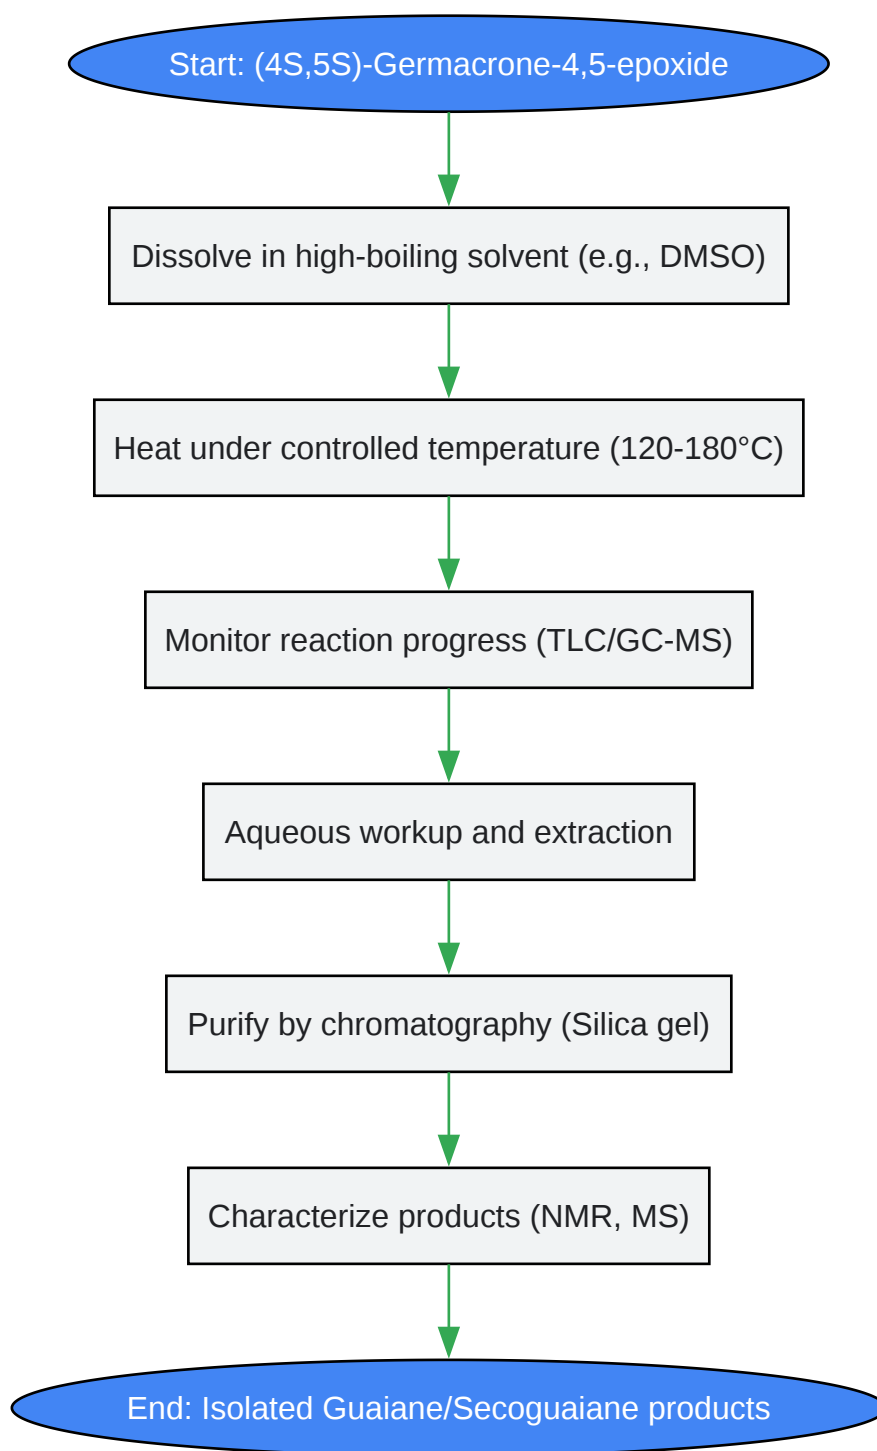 Start: (4S,5S)-Germacrone-4,5-epoxide
Dissolve in high-boiling solvent (e.g., DMSO)
Heat under controlled temperature (120-180°C)
Monitor reaction progress (TLC/GC-MS)
Aqueous workup and extraction
Purify by chromatography (Silica gel)
Characterize products (NMR, MS)
End: Isolated Guaiane/Secoguaiane products